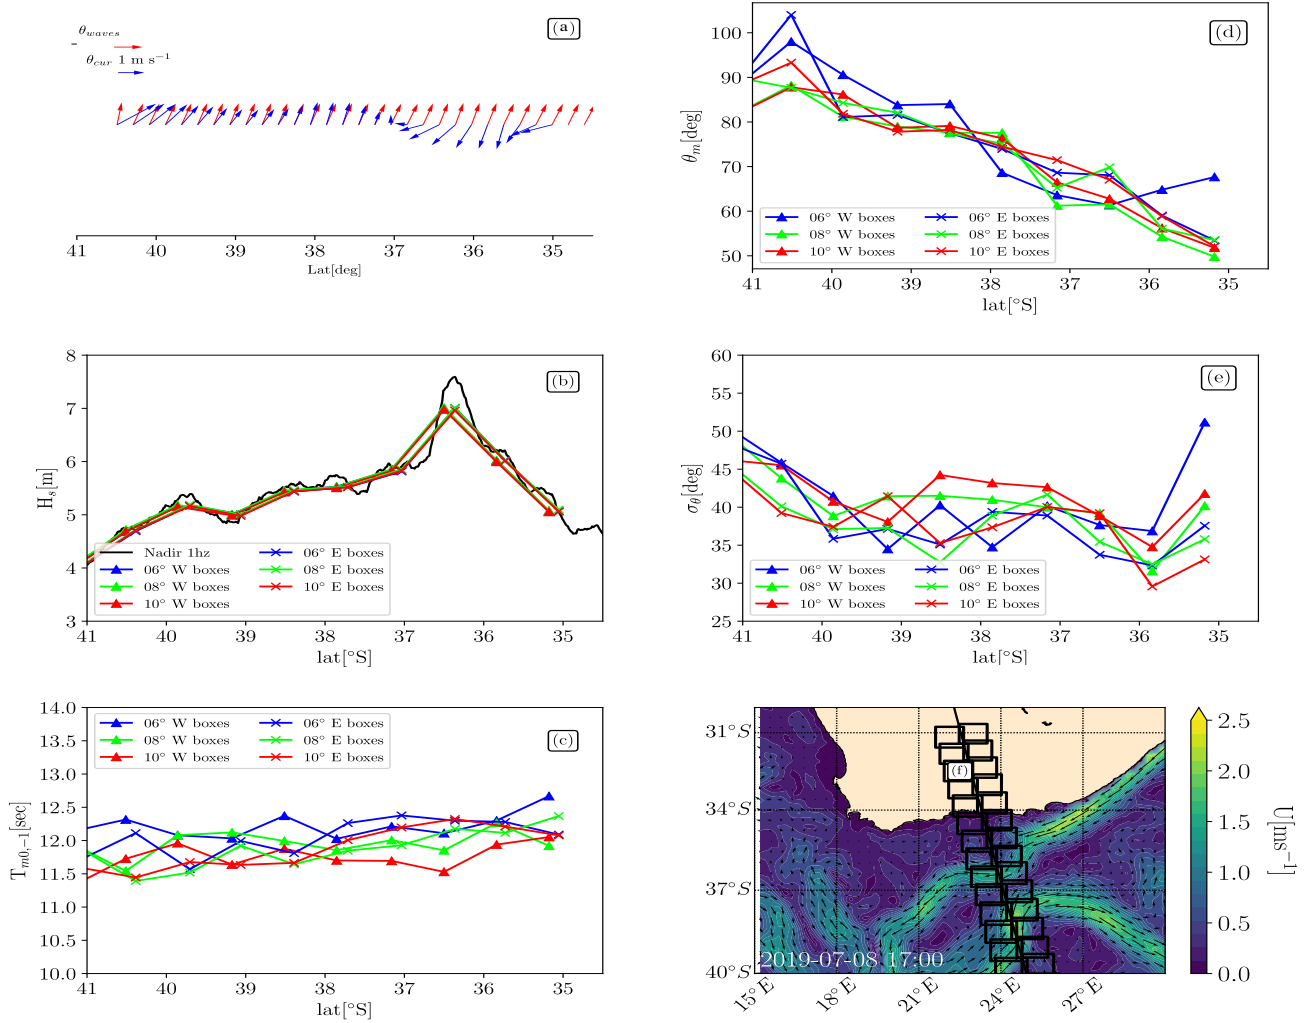 θwaves
θcur 1 m s−1
(a)
41 40 39 38 37 36 35
Lat[deg]
(d)
θm[deg]
100
90
80
70
60
50
06° W boxes 06° E boxes
08° W boxes 08° E boxes
10° W boxes 10° E boxes
41 40 39 38 37 36 35
lat[°S]
(b)
Hs[m]
8
7
6
5
4
3
Nadir 1hz 06° E boxes
06° W boxes 08° E boxes
08° W boxes 10° E boxes
10° W boxes
41 40 39 38 37 36 35
lat[°S]
(e)
σθ[deg]
60
55
50
45
40
35
30
25
06° W boxes 06° E boxes
08° W boxes 08° E boxes
10° W boxes 10° E boxes
41 40 39 38 37 36 35
lat[°S]
(c)
Tm0,−1[sec]
14.0
13.5
13.0
12.5
12.0
11.5
11.0
10.5
10.0
06° W boxes 06° E boxes
08° W boxes 08° E boxes
10° W boxes 10° E boxes
41 40 39 38 37 36 35
lat[°S]
(f)
31°S
34°S
37°S
40°S
2019-07-08 17:00
15°E 18°E 21°E 24°E 27°E
2.5
2.0
1.5
1.0
0.5
0.0
U[ms−1]